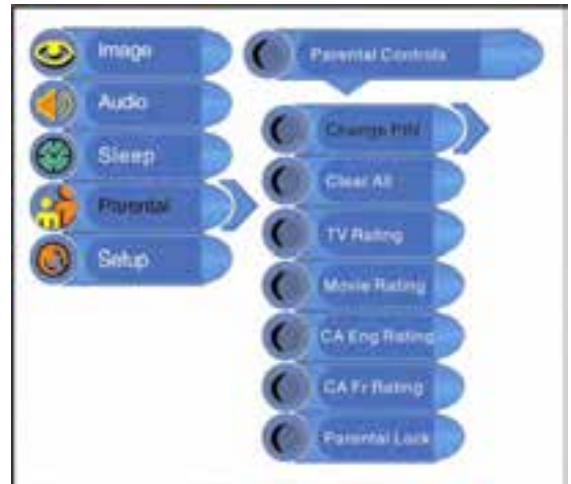 Image
Audio
Sleep
Parental
Setup
Parental Controls
Change PIN
Clear All
TV Rating
Movie Rating
CA Eng Rating
CA Fr Rating
Parental Lock